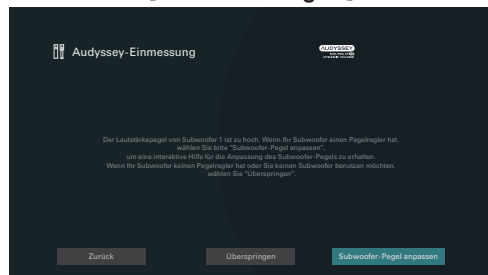 Audyssey-Einmessung
AUDYSSEY
Der Lautstärkepegel von Subwoofer 1 ist zu hoch. Wenn Ihr Subwoofer einen Pegelregler hat,
wählen Sie bitte "Subwoofer-Pegel anpassen",
um eine interaktive Hilfe für die Anpassung des Subwoofer-Pegels zu erhalten.
Wenn Ihr Subwoofer keinen Pegelregler hat oder Sie keinen Subwoofer benutzen möchten,
wählen Sie "Überspringen".
Zurück
Überspringen
Subwoofer-Pegel anpassen